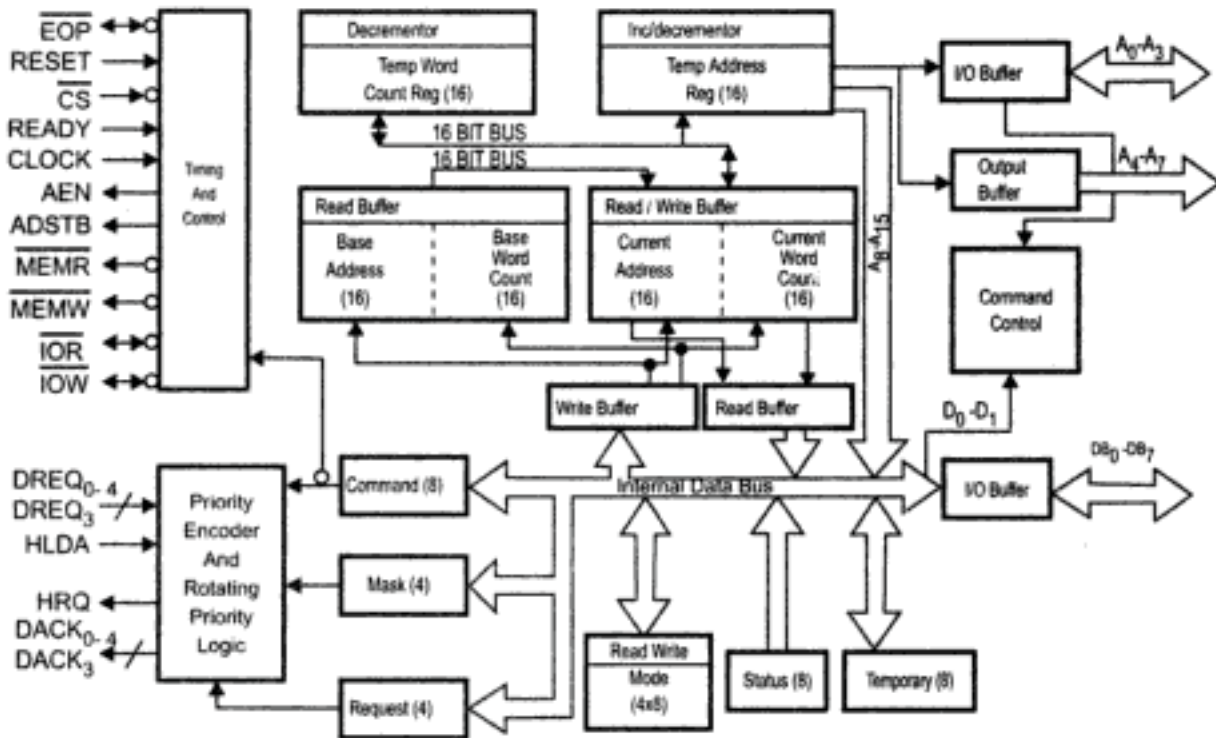 EOP
RESET
CS
READY
CLOCK
AEN
ADSTB
MEMR
MEMW
IOR
IOW
Timing
And
Control
Decrementor
Temp Word
Count Reg (16)
Inc/decrementor
Temp Address
Reg (16)
16 BIT BUS
16 BIT BUS
Read Buffer
Base
Address
(16)
Base
Word
Count
(16)
Read / Write Buffer
Current
Address
(16)
Current
Word
Count
(16)
I/O Buffer
A0-A3
Output
Buffer
A4-A7
A8-A15
Command
Control
Write Buffer
Read Buffer
D0 -D1
DREQ0-4
DREQ3
HLDA
HRQ
DACK0-4
DACK3
Priority
Encoder
And
Rotating
Priority
Logic
Command (8)
Mask (4)
Request (4)
Internal Data Bus
I/O Buffer
DB0 -DB7
Read Write
Mode
(4x8)
Status (8)
Temporary (8)